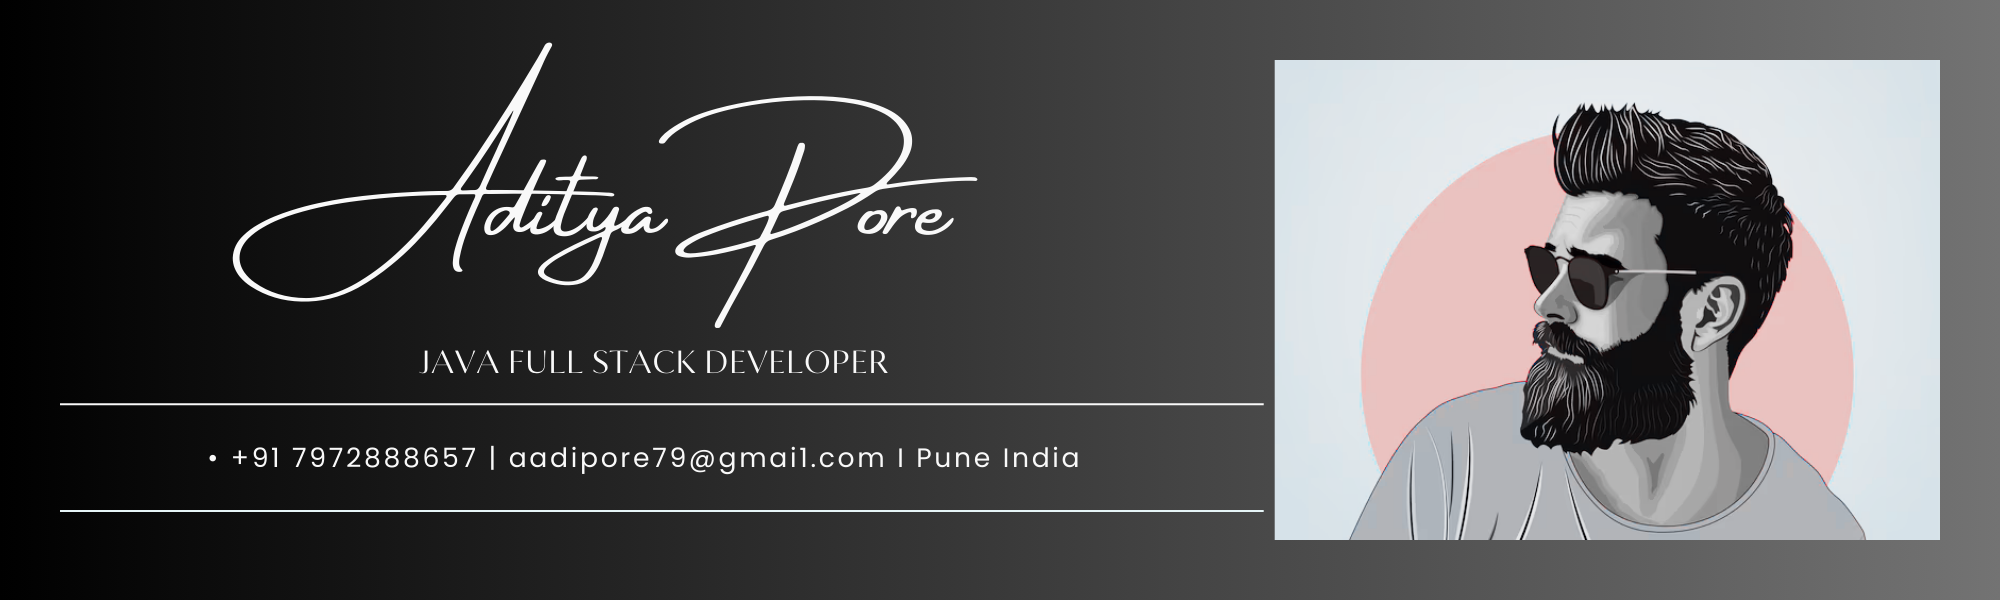 Aditya Pore
JAVA FULL STACK DEVELOPER
• +91 7972888657 | aadipore79@gmai1.com I Pune India